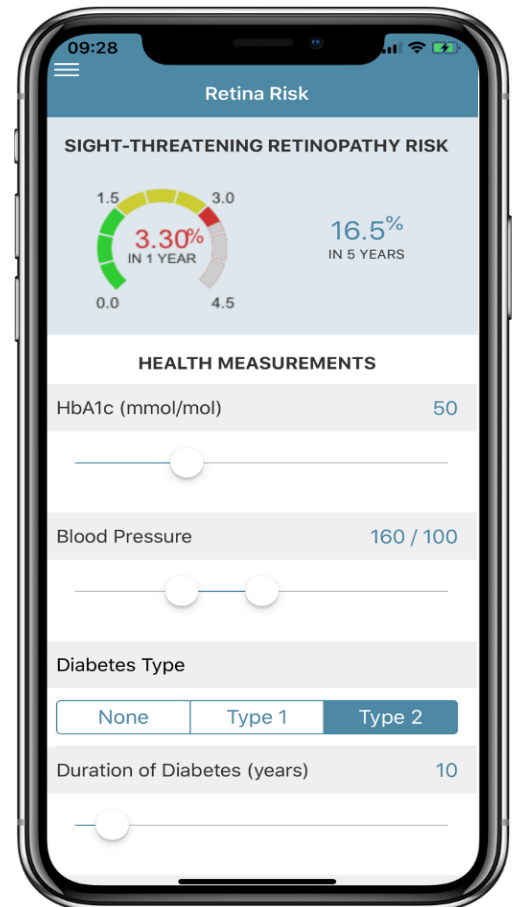 09:28
Retina Risk
SIGHT-THREATENING RETINOPATHY RISK
1.5
3.0
3.30%
IN 1 YEAR
0.0
4.5
16.5%
IN 5 YEARS
HEALTH MEASUREMENTS
HbA1c (mmol/mol) 50
Blood Pressure 160 / 100
Diabetes Type
None Type 1 Type 2
Duration of Diabetes (years) 10